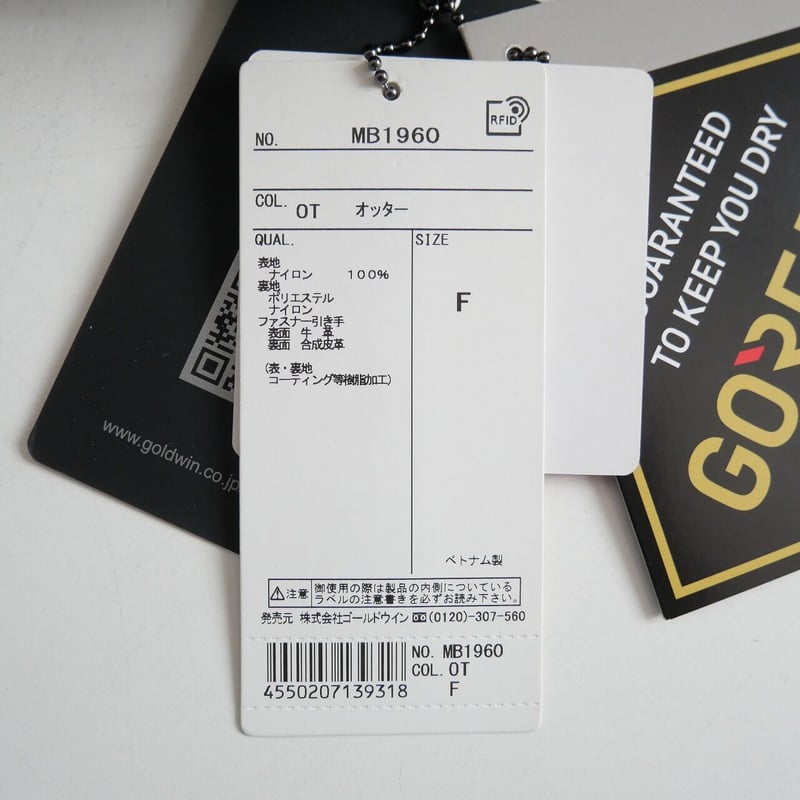 NO. MB1960
RFID
COL. OT オッター
QUAL.
表地
ナイロン 100%
裏地
ポリエステル
ナイロン
ファスナー引き手
表面 牛 革
裏面 合成皮革
(表・裏地
コーティング等樹脂加工)
SIZE
F
ベトナム製
注意 御使用の際は製品の内側についている
ラベルの注意書きを必ずお読み下さい。
発売元 株式会社ゴールドウイン (0120)-307-560
NO. MB1960
COL. OT
F
4550207139318
www.goldwin.co.jp
GUARANTEED
TO KEEP YOU DRY
GORE